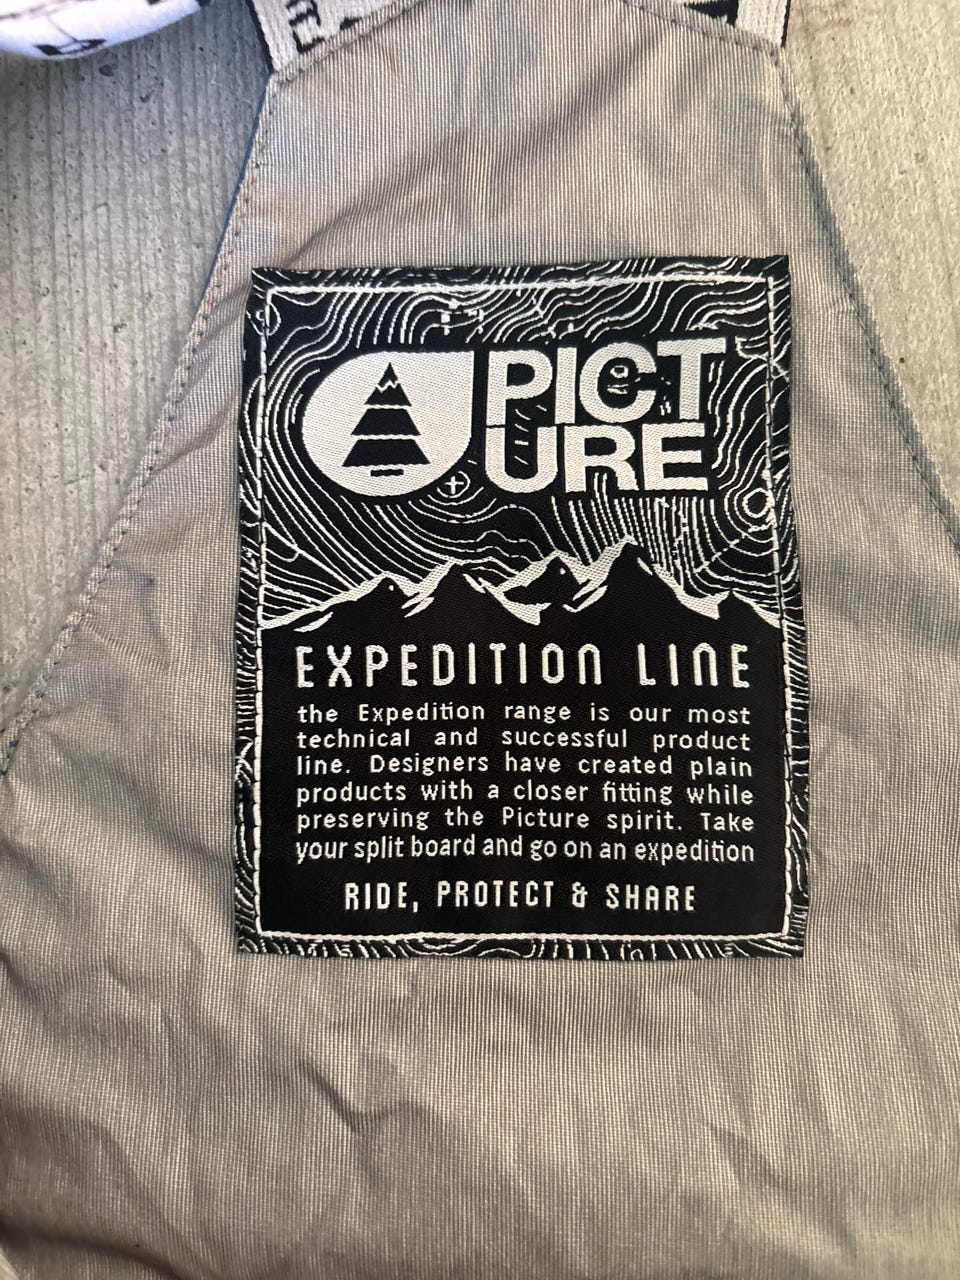 PICT
URE
EXPEDITION LINE
the Expedition range is our most
technical and successful product
line. Designers have created plain
products with a closer fitting while
preserving the Picture spirit. Take
your split board and go on an expedition
RIDE, PROTECT & SHARE